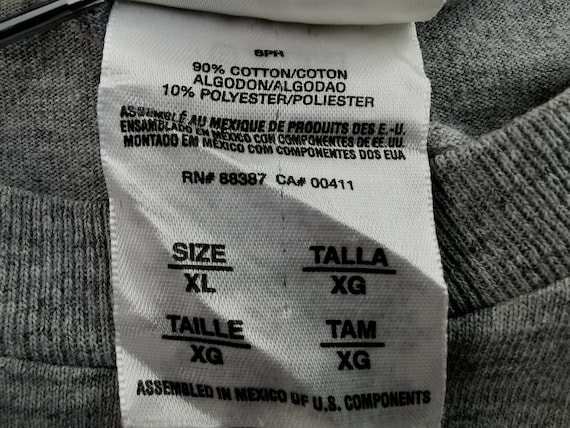 SPR
90% COTTON/COTON
ALGODON/ALGODAO
10% POLYESTER/POLIESTER
ASSEMBLÉ AU MEXIQUE DE PRODUITS DES E.-U.
ENSAMBLADO EN MEXICO CON COMPONENTES DE EE.UU.
MONTADO EM MEXICO COM COMPONENTES DOS EUA
RN# 88387 CA# 00411
SIZE TALLA
XL XG
TAILLE TAM
XG XG
ASSEMBLED IN MEXICO OF U.S. COMPONENTS